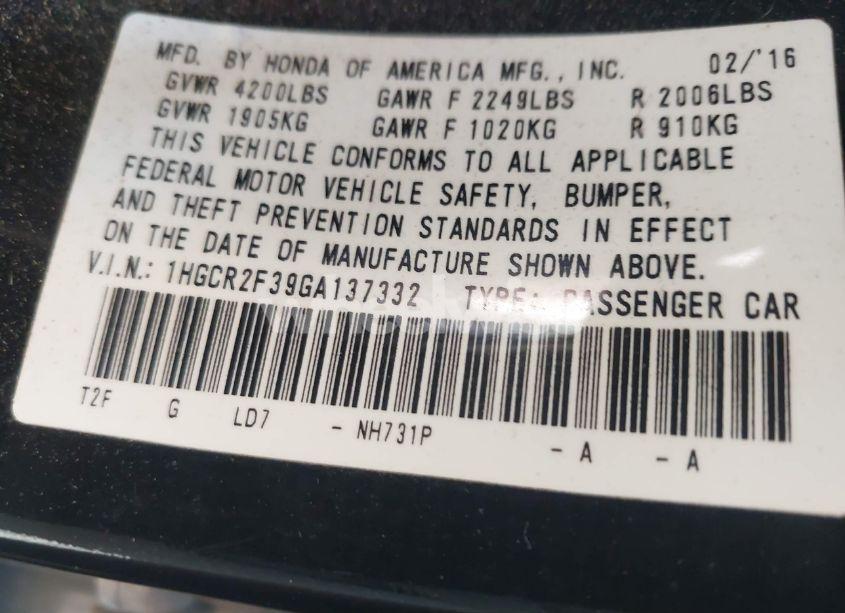 MFD. BY HONDA OF AMERICA MFG., INC. 02/'16
GVWR 4200LBS GAWR F 2249LBS R 2006LBS
GVWR 1905KG GAWR F 1020KG R 910KG
THIS VEHICLE CONFORMS TO ALL APPLICABLE
FEDERAL MOTOR VEHICLE SAFETY, BUMPER,
AND THEFT PREVENTION STANDARDS IN EFFECT
ON THE DATE OF MANUFACTURE SHOWN ABOVE.
V.I.N.: 1HGCR2F39GA137332 TYPE: PASSENGER CAR
T2F G LD7 - NH731P - A - A